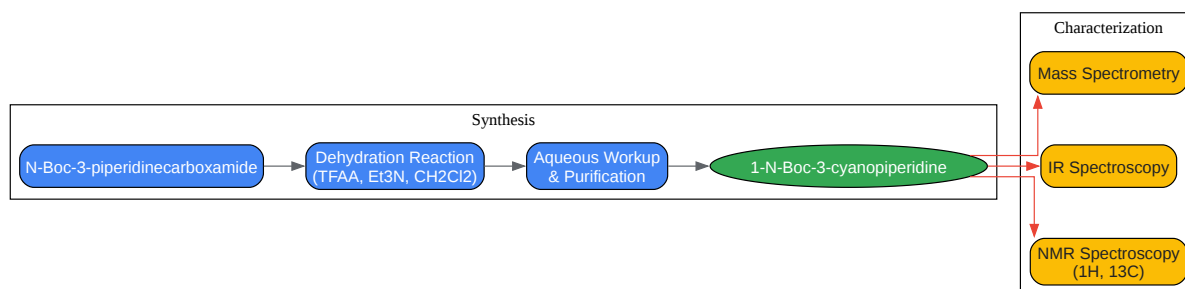 Characterization
Mass Spectrometry
Synthesis
N-Boc-3-piperidinecarboxamide
Dehydration Reaction
(TFAA, Et3N, CH2Cl2)
Aqueous Workup
& Purification
1-N-Boc-3-cyanopiperidine
IR Spectroscopy
NMR Spectroscopy
(1H, 13C)